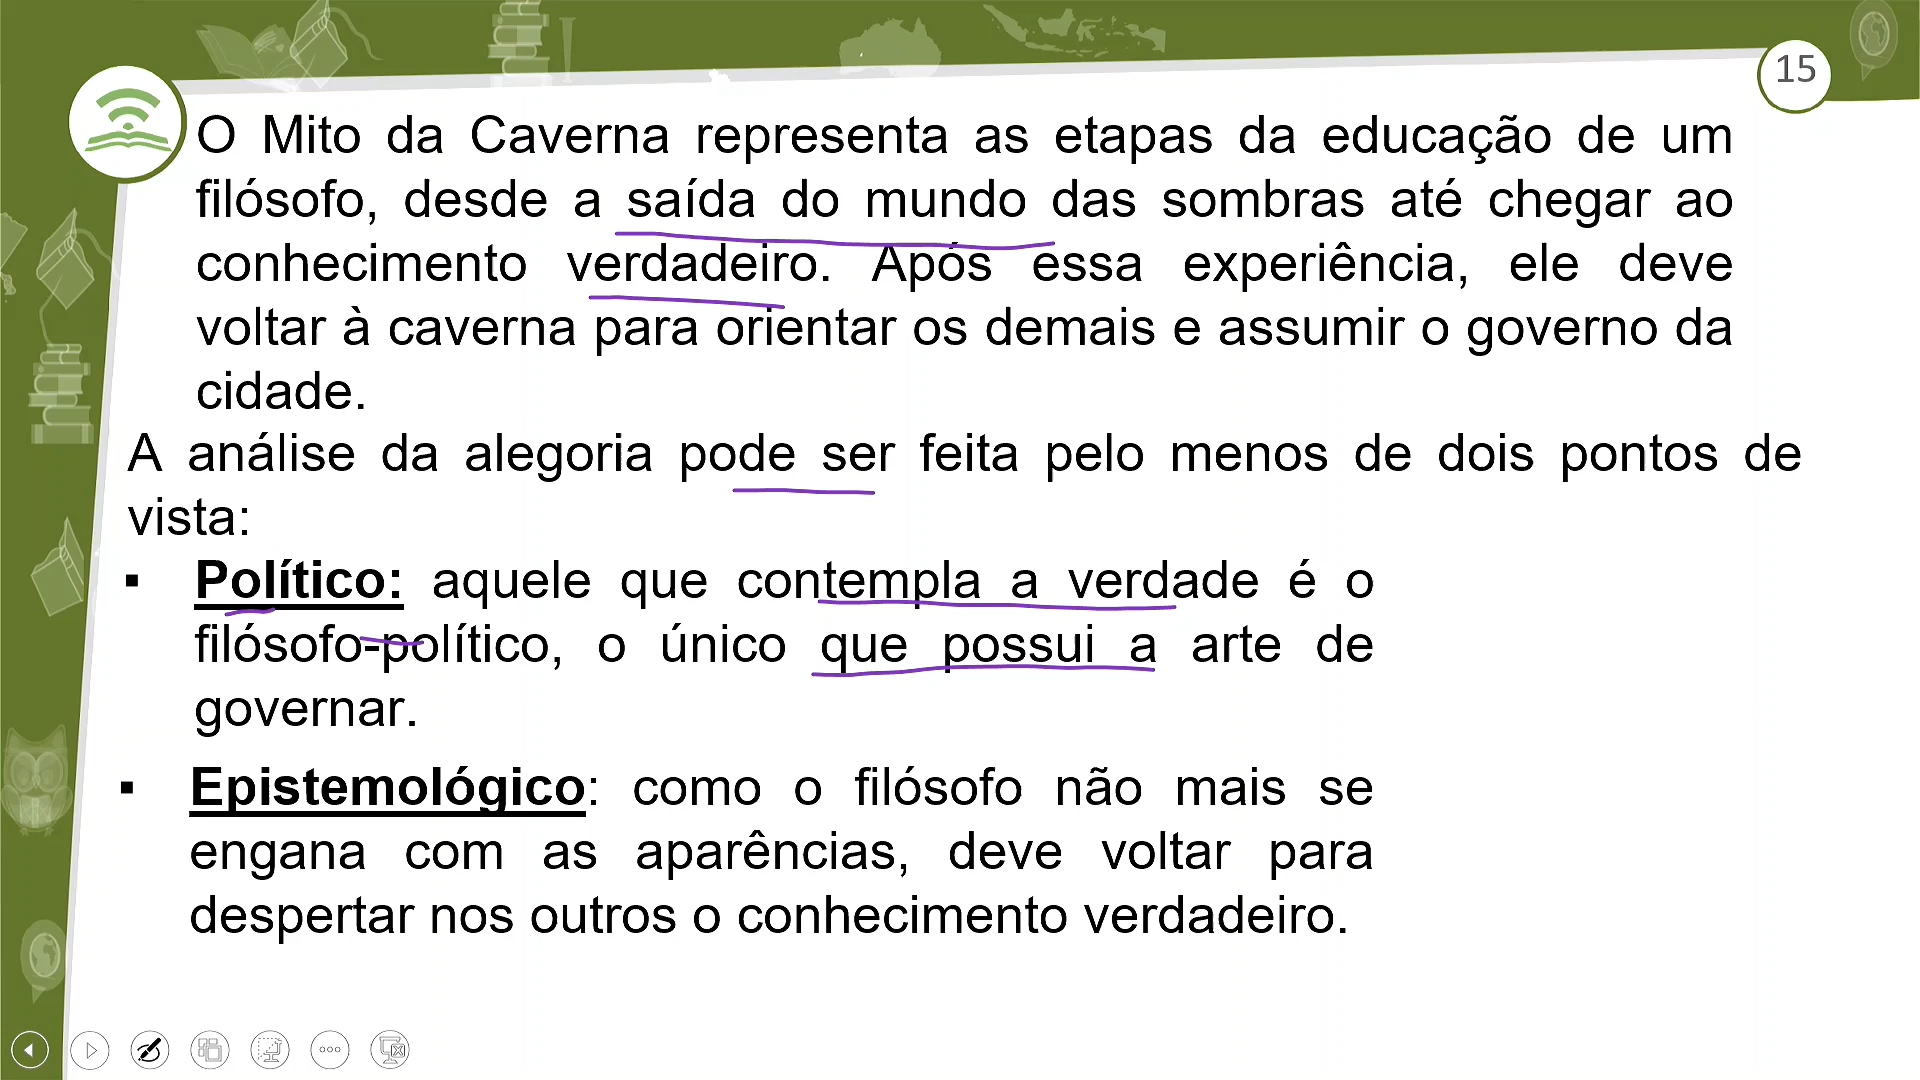 15
O Mito da Caverna representa as etapas da educação de um
filósofo, desde a saída do mundo das sombras até chegar ao
conhecimento verdadeiro. Após essa experiência, ele deve
voltar à caverna para orientar os demais e assumir o governo da
cidade.
A análise da alegoria pode ser feita pelo menos de dois pontos de
vista:
▪ Político: aquele que contempla a verdade é o
filósofo-político, o único que possui a arte de
governar.
▪ Epistemológico: como o filósofo não mais se
engana com as aparências, deve voltar para
despertar nos outros o conhecimento verdadeiro.